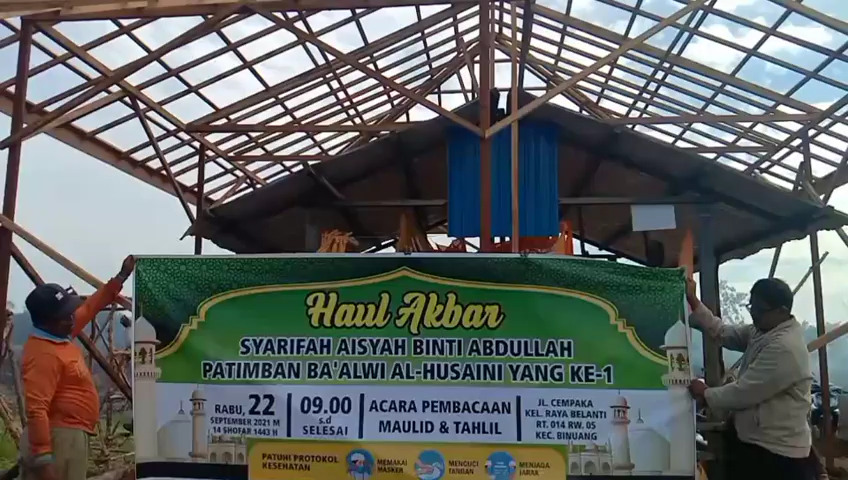 Haul Akbar
SYARIFAH AISYAH BINTI ABDULLAH
PATIMBAN BA'ALWI AL-HUSAINI YANG KE-1
RABU, 22
SEPTEMBER 2021 M
14 SHOFAR 1443 H
09.00
s.d
SELESAI
ACARA PEMBACAAN
MAULID & TAHLIL
JL. CEMPAKA
KEL. RAYA BELANTI
RT. 014 RW. 05
KEC. BINUANG
PATUHI PROTOKOL
KESEHATAN
MEMAKAI
MASKER
MENGUCI
TANGAN
MENJAGA
JARAK